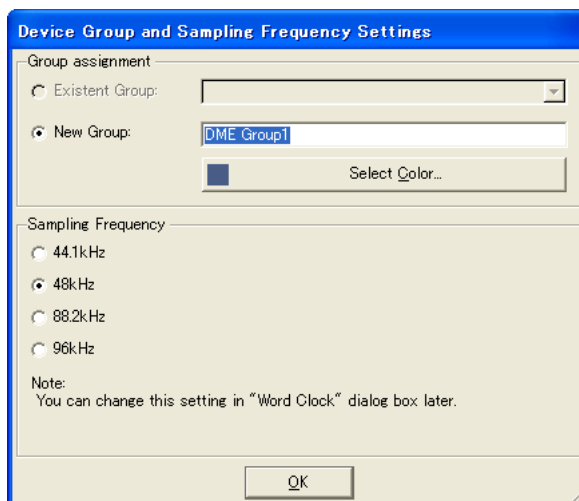 Device Group and Sampling Frequency Settings
Group assignment
Existent Group:
New Group:
DME Group1
Select Color...
Sampling Frequency
44.1kHz
48kHz
88.2kHz
96kHz
Note:
You can change this setting in "Word Clock" dialog box later.
OK